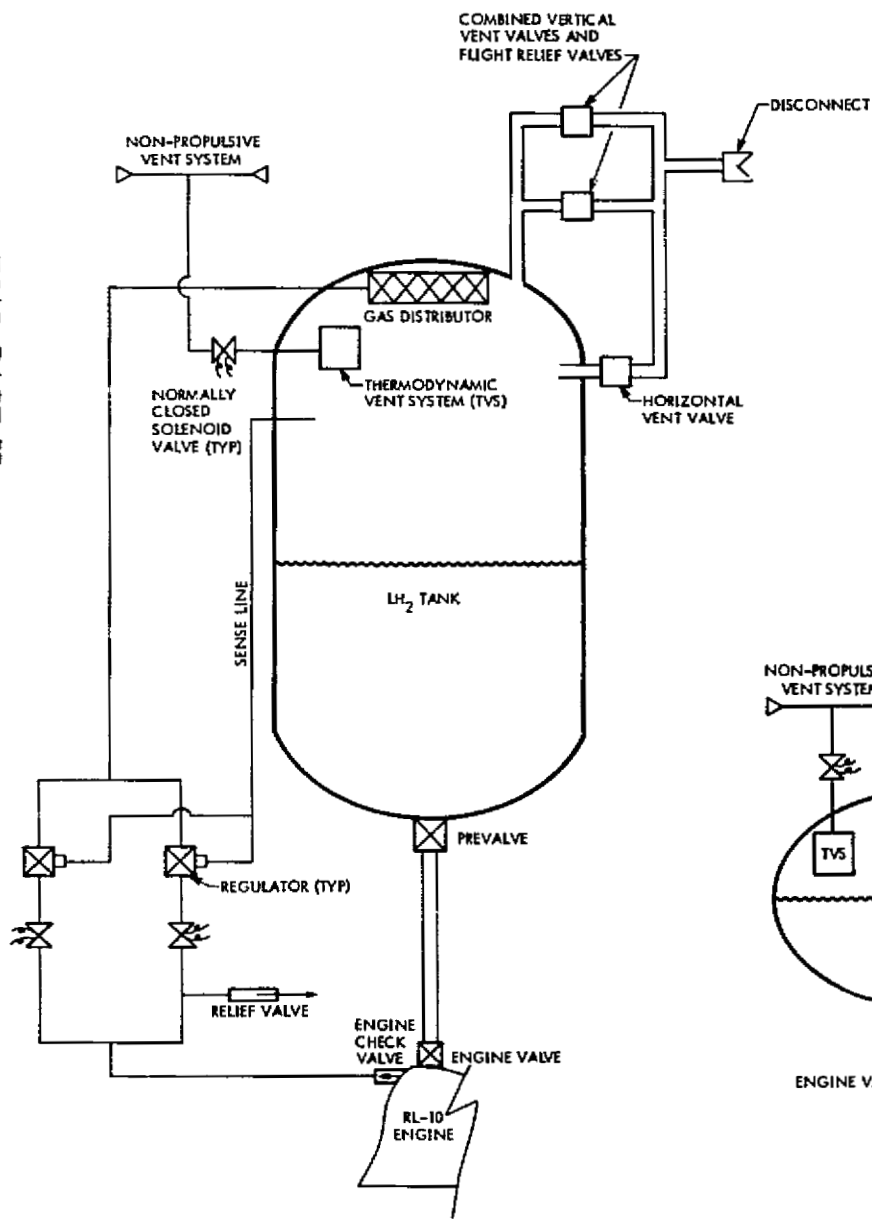 COMBINED VERTICAL
VENT VALVES AND
FLIGHT RELIEF VALVES
DISCONNECT
NON-PROPULSIVE
VENT SYSTEM
GAS DISTRIBUTOR
THERMODYNAMIC
VENT SYSTEM (TVS)
HORIZONTAL
VENT VALVE
NORMALLY
CLOSED
SOLENOID
VALVE (TYP)
SENSE LINE
LH2 TANK
NON-PROPULS
VENT SYSTEM
TVS
PREVALVE
REGULATOR (TYP)
RELIEF VALVE
ENGINE
CHECK
VALVE
ENGINE VALVE
ENGINE VA
RL-10
ENGINE